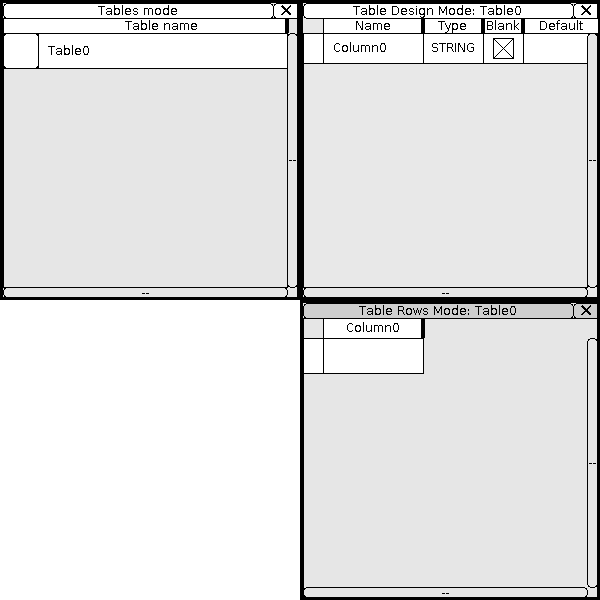 Tables mode
Table name
Table0
Table Design Mode: Table0
Name Type Blank Default
Column0 STRING
--
--
--
--
Table Rows Mode: Table0
Column0
--
--